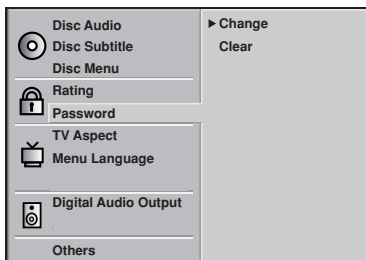 Disc Audio
Disc Subtitle
Disc Menu
Rating
Password
TV Aspect
Menu Language
Digital Audio Output
Others
Change
Clear